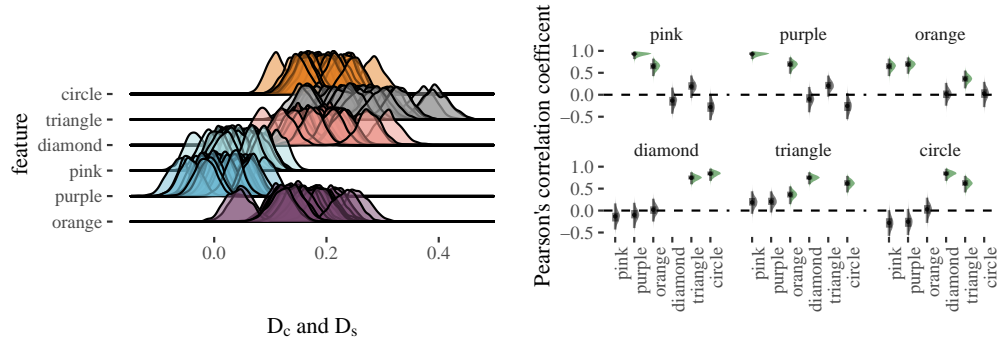 feature
circle
triangle
diamond
pink
purple
orange
0.0 0.2 0.4
D_c and D_s
Pearson's correlation coefficent
pink purple orange
1.0
0.5
0.0
−0.5
diamond triangle circle
1.0
0.5
0.0
−0.5
pink purple orange diamond triangle circle pink purple orange diamond triangle circle pink purple orange diamond triangle circle